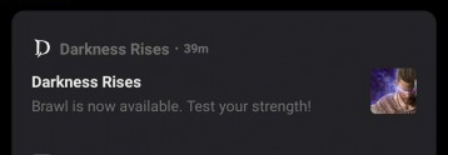 Darkness Rises · 39m
Darkness Rises
Brawl is now available. Test your strength!